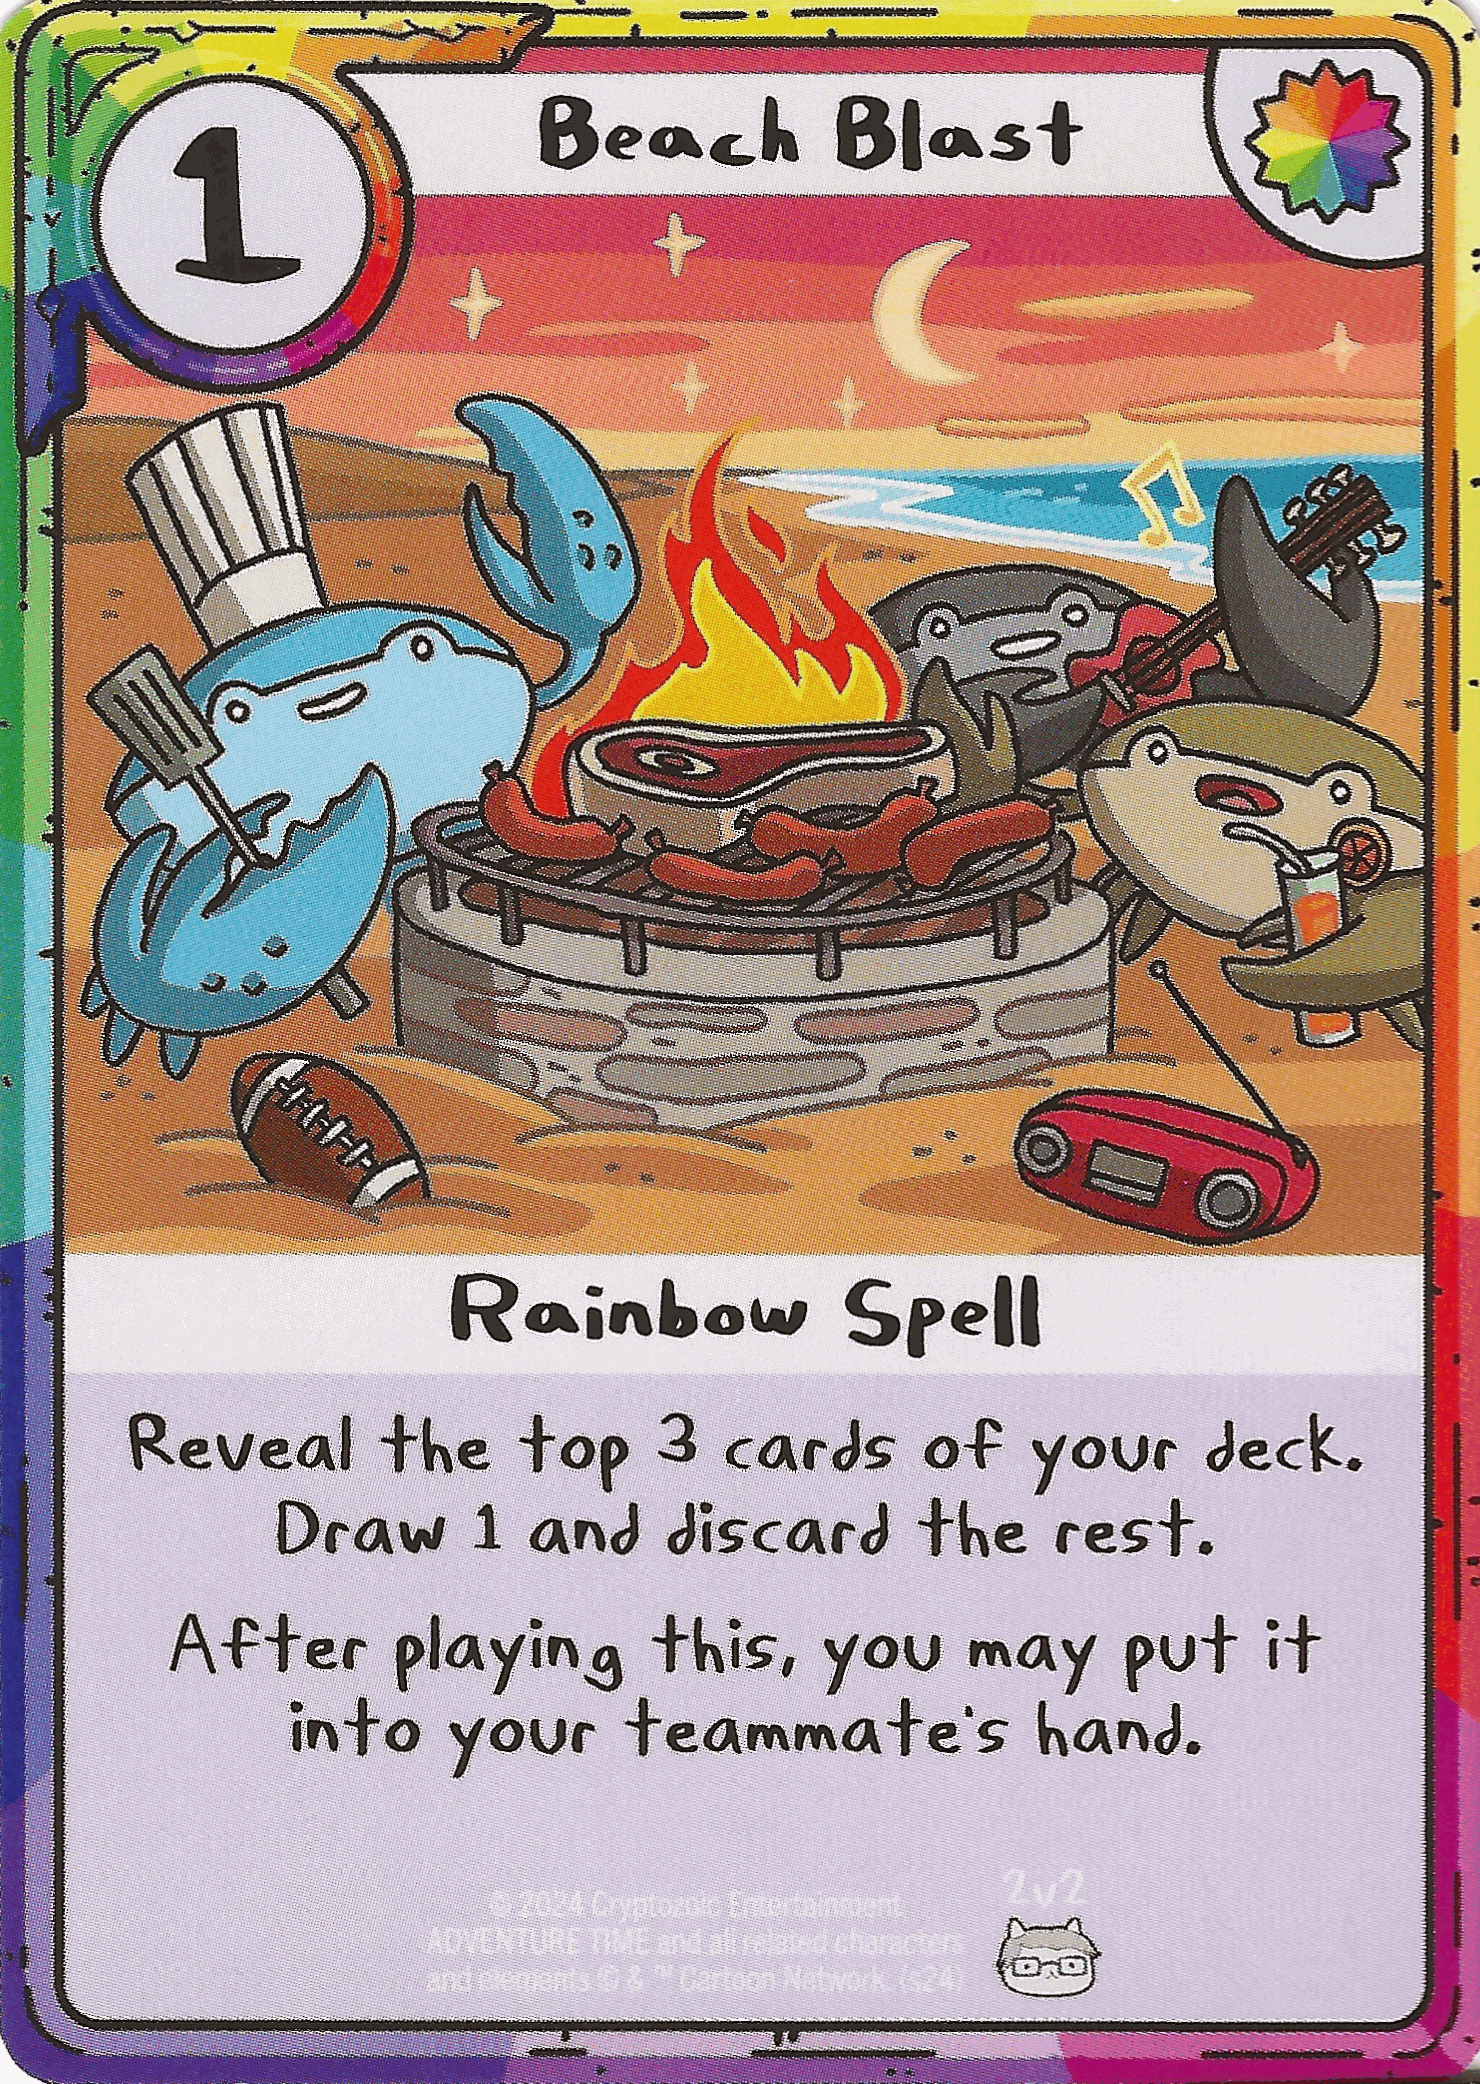 1
Beach Blast
Rainbow Spell
Reveal the top 3 cards of your deck.
Draw 1 and discard the rest.
After playing this, you may put it
into your teammate's hand.
2v2
© 2024 Cryptozoic Entertainment
ADVENTURE TIME and all related characters
and elements © & ™ Cartoon Network (s24)